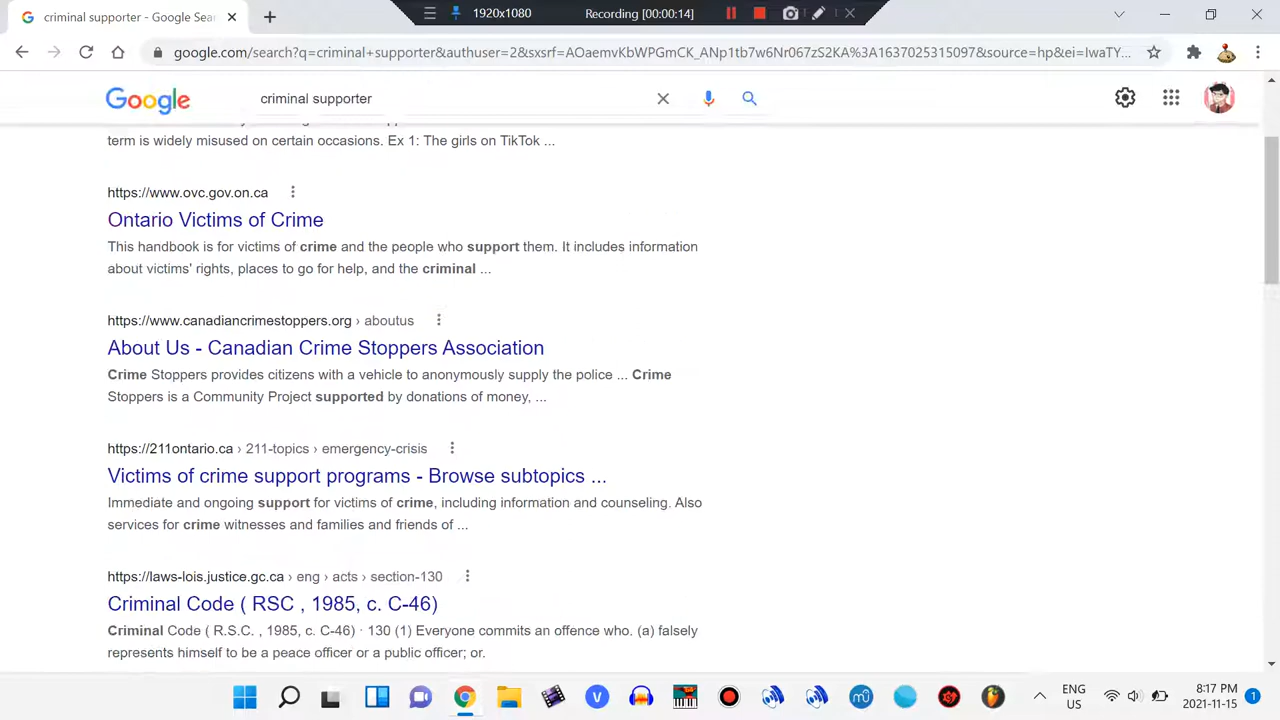 criminal supporter - Google Sea
1920x1080
Recording [00:00:14]
google.com/search?q=criminal+supporter&authuser=2&sxsrf=AOaemvKbWPGmCK_ANp1tb7w6Nr067zS2KA%3A1637025315097&source=hp&ei=IwaTY...
Google
criminal supporter
term is widely misused on certain occasions. Ex 1: The girls on TikTok ...
https://www.ovc.gov.on.ca
Ontario Victims of Crime
This handbook is for victims of crime and the people who support them. It includes information
about victims' rights, places to go for help, and the criminal ...
https://www.canadiancrimestoppers.org › aboutus
About Us - Canadian Crime Stoppers Association
Crime Stoppers provides citizens with a vehicle to anonymously supply the police ... Crime
Stoppers is a Community Project supported by donations of money, ...
https://211ontario.ca › 211-topics › emergency-crisis
Victims of crime support programs - Browse subtopics ...
Immediate and ongoing support for victims of crime, including information and counseling. Also
services for crime witnesses and families and friends of ...
https://laws-lois.justice.gc.ca › eng › acts › section-130
Criminal Code ( RSC , 1985, c. C-46)
Criminal Code ( R.S.C. , 1985, c. C-46) · 130 (1) Everyone commits an offence who. (a) falsely
represents himself to be a peace officer or a public officer; or.
ENG
US
8:17 PM
2021-11-15
1